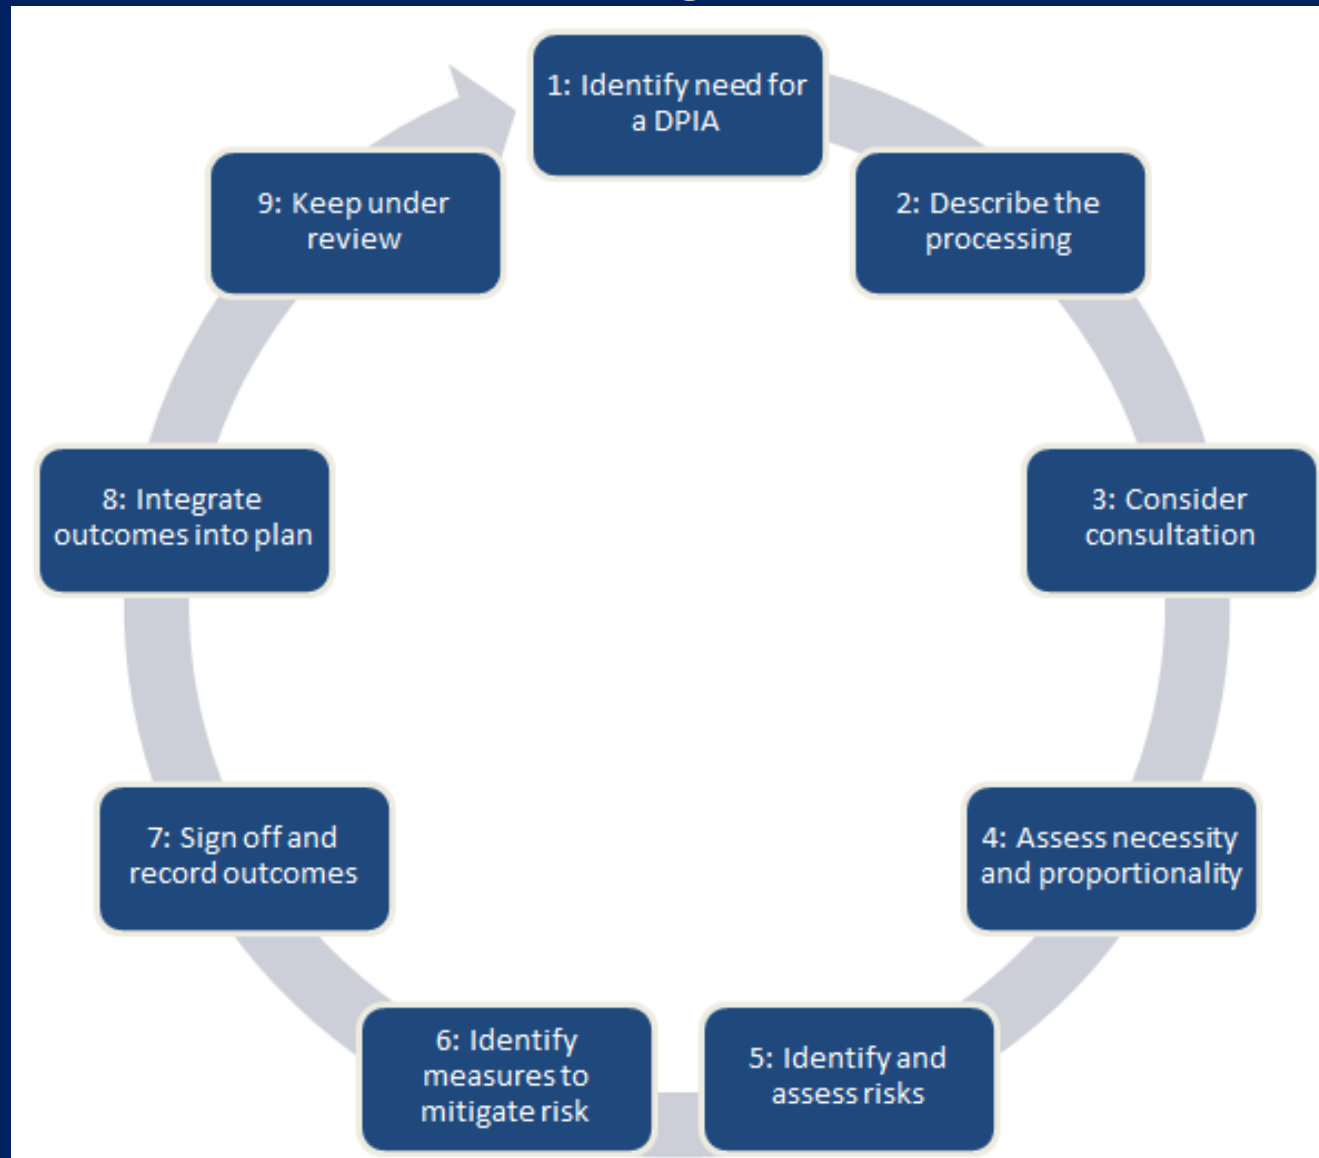 1: Identify need for
a DPIA
2: Describe the
processing
3: Consider
consultation
4: Assess necessity
and proportionality
5: Identify and
assess risks
6: Identify
measures to
mitigate risk
7: Sign off and
record outcomes
8: Integrate
outcomes into plan
9: Keep under
review